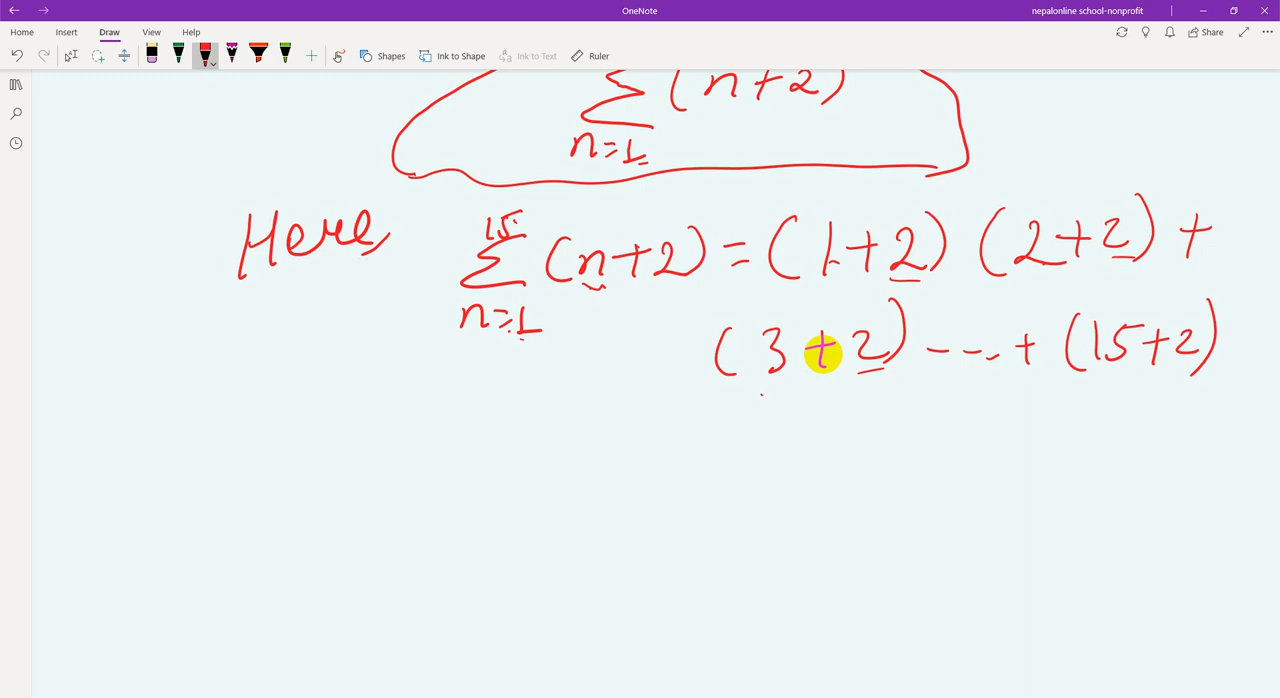 OneNote
nepalonline school-nonprofit
Home Insert Draw View Help
Share
Shapes Ink to Shape Ink to Text Ruler
∑ (n+2)
n=1
Here, 15
∑ (n+2) = (1+2) (2+2) +
n=1
(3+2) ---- + (15+2)